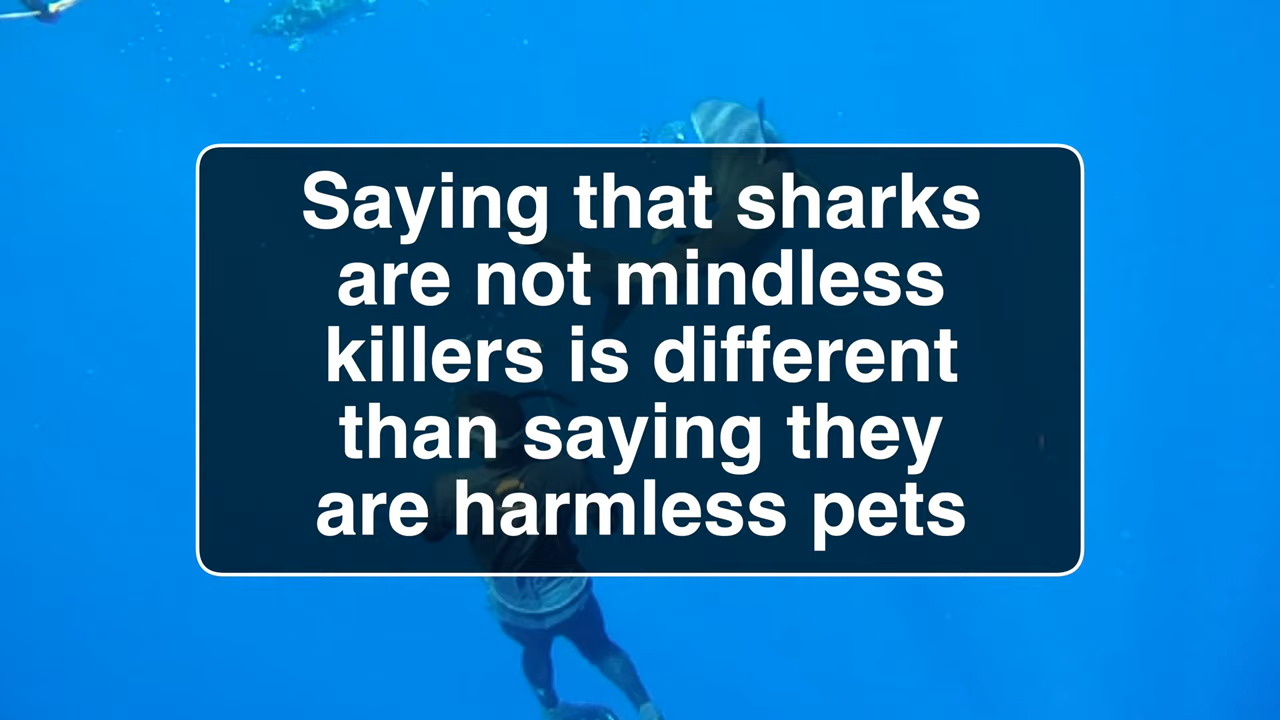 Saying that sharks
are not mindless
killers is different
than saying they
are harmless pets